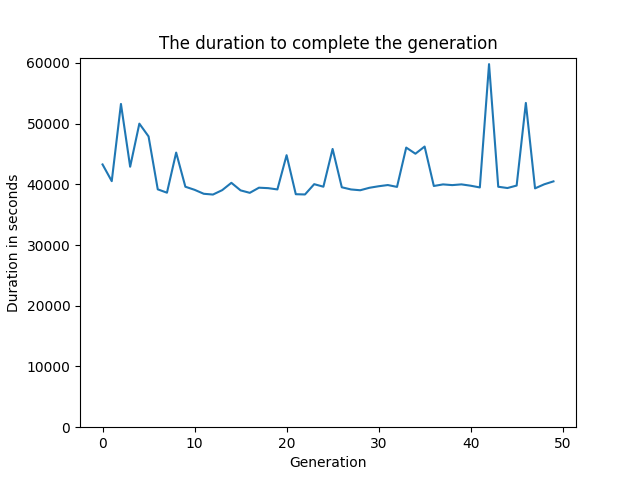 The duration to complete the generation
60000
50000
40000
30000
20000
10000
0
Duration in seconds
0 10 20 30 40 50
Generation